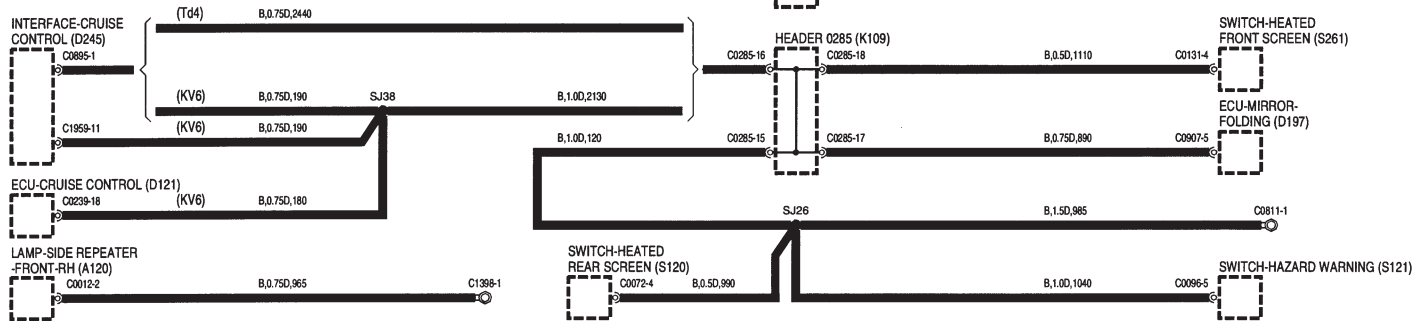 (Td4)
B,0.75D,2440
INTERFACE-CRUISE
CONTROL (D245)
SWITCH-HEATED
FRONT SCREEN (S261)
HEADER 0285 (K109)
C0895-1
C0285-16
C0285-18
B,0.5D,1110
C0131-4
(KV6)
B,0.75D,190
SJ38
B,1.0D,2130
ECU-MIRROR-
FOLDING (D197)
C1959-11
(KV6)
B,0.75D,190
B,1.0D,120
C0285-15
C0285-17
B,0.75D,890
C0907-5
ECU-CRUISE CONTROL (D121)
C0239-18
(KV6)
B,0.75D,180
SJ26
B,1.5D,985
C0811-1
LAMP-SIDE REPEATER
-FRONT-RH (A120)
SWITCH-HEATED
REAR SCREEN (S120)
SWITCH-HAZARD WARNING (S121)
C0012-2
B,0.75D,965
C1398-1
C0072-4
B,0.5D,990
B,1.0D,1040
C0096-5